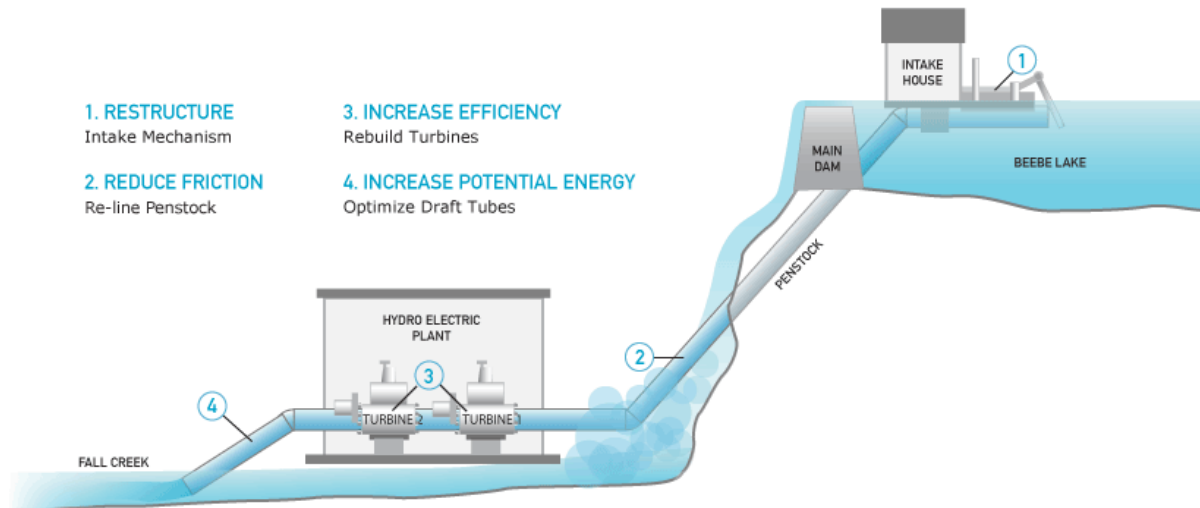 1. RESTRUCTURE
Intake Mechanism
2. REDUCE FRICTION
Re-line Penstock
3. INCREASE EFFICIENCY
Rebuild Turbines
4. INCREASE POTENTIAL ENERGY
Optimize Draft Tubes
INTAKE
HOUSE
1
MAIN
DAM
BEEBE LAKE
PENSTOCK
HYDRO ELECTRIC
PLANT
2
3
4
TURBINE 2
TURBINE 1
FALL CREEK